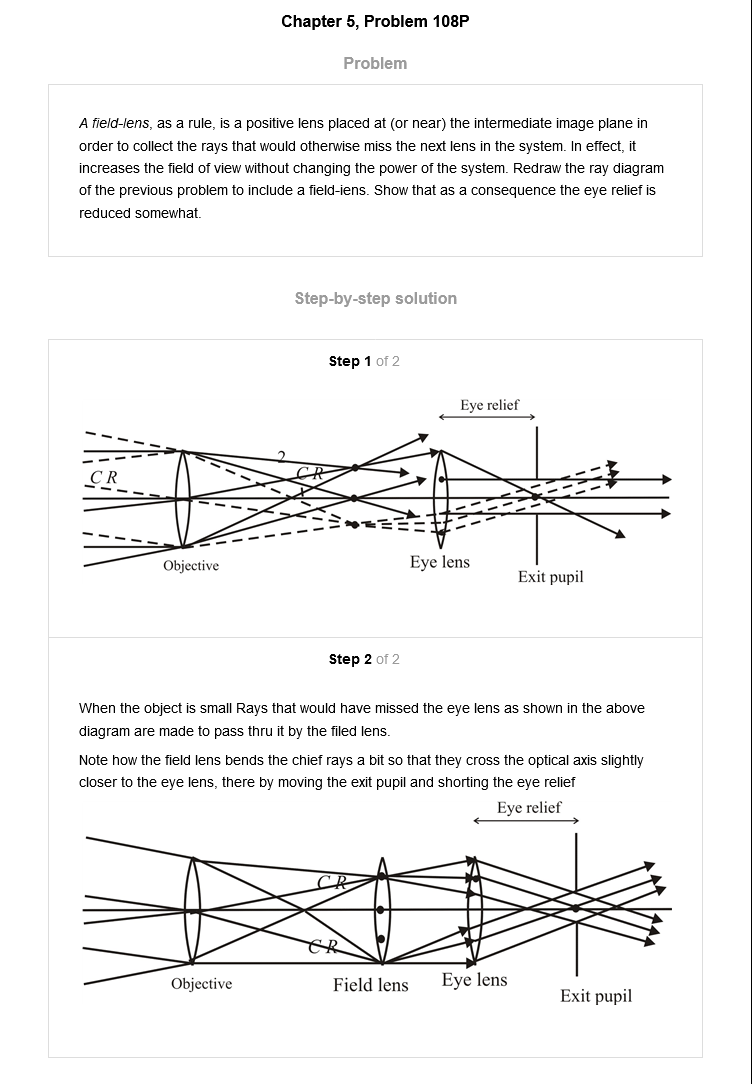 Chapter 5, Problem 108P
Problem
A field-lens, as a rule, is a positive lens placed at (or near) the intermediate image plane in
order to collect the rays that would otherwise miss the next lens in the system. In effect, it
increases the field of view without changing the power of the system. Redraw the ray diagram
of the previous problem to include a field-iens. Show that as a consequence the eye relief is
reduced somewhat.
Step-by-step solution
Step 1 of 2
Eye relief
2
C R
C R
1
Objective
Eye lens
Exit pupil
Step 2 of 2
When the object is small Rays that would have missed the eye lens as shown in the above
diagram are made to pass thru it by the filed lens.
Note how the field lens bends the chief rays a bit so that they cross the optical axis slightly
closer to the eye lens, there by moving the exit pupil and shorting the eye relief
Eye relief
C R
C R
Objective
Field lens
Eye lens
Exit pupil